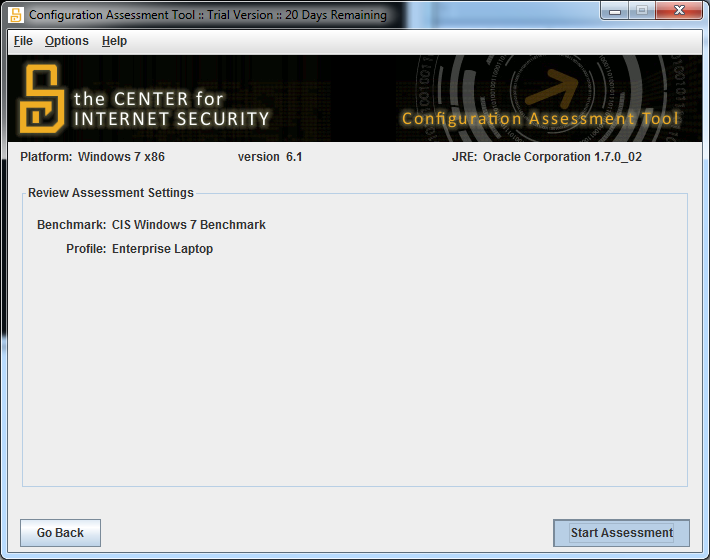 Configuration Assessment Tool :: Trial Version :: 20 Days Remaining
File Options Help
the CENTER for
INTERNET SECURITY
Configuration Assessment Tool
Platform: Windows 7 x86 version 6.1 JRE: Oracle Corporation 1.7.0_02
Review Assessment Settings
Benchmark: CIS Windows 7 Benchmark
Profile: Enterprise Laptop
Go Back Start Assessment